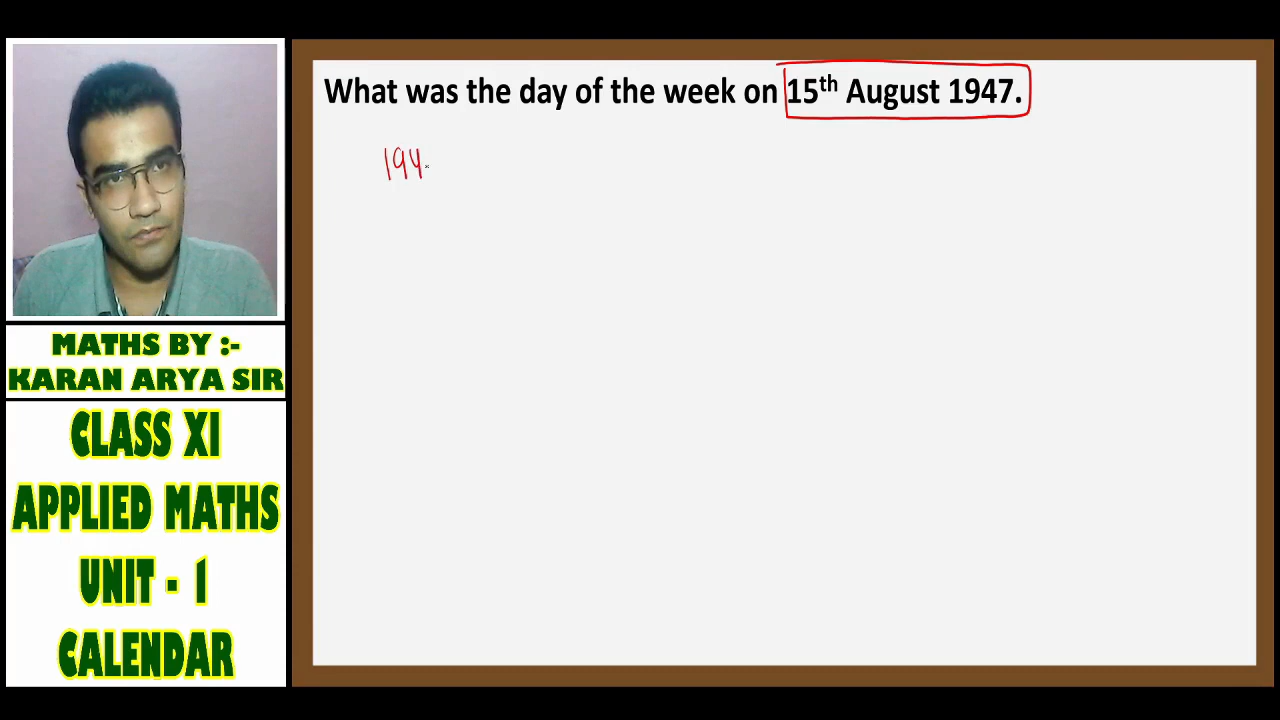 What was the day of the week on 15th August 1947.
194
MATHS BY :-
KARAN ARYA SIR
CLASS XI
APPLIED MATHS
UNIT - 1
CALENDAR